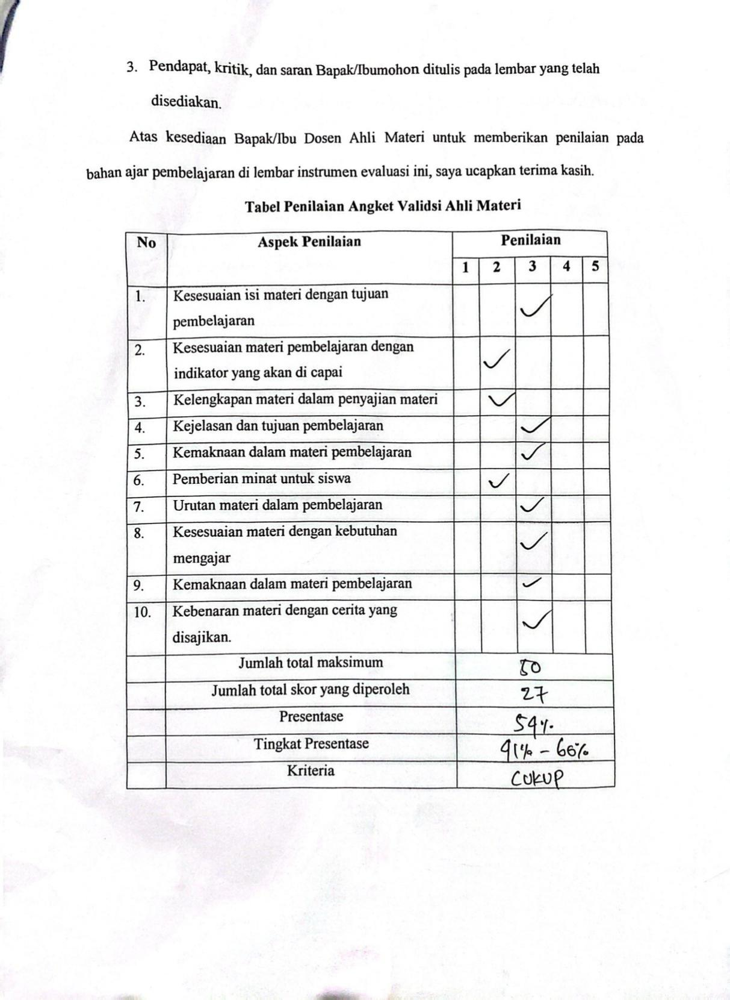 3. Pendapat, kritik, dan saran Bapak/Ibumohon ditulis pada lembar yang telah
disediakan.
Atas kesediaan Bapak/Ibu Dosen Ahli Materi untuk memberikan penilaian pada
bahan ajar pembelajaran di lembar instrumen evaluasi ini, saya ucapkan terima kasih.
Tabel Penilaian Angket Validsi Ahli Materi
No Aspek Penilaian Penilaian
1 2 3 4 5
1. Kesesuaian isi materi dengan tujuan
pembelajaran ✓
2. Kesesuaian materi pembelajaran dengan
indikator yang akan di capai ✓
3. Kelengkapan materi dalam penyajian materi ✓
4. Kejelasan dan tujuan pembelajaran ✓
5. Kemaknaan dalam materi pembelajaran ✓
6. Pemberian minat untuk siswa ✓
7. Urutan materi dalam pembelajaran ✓
8. Kesesuaian materi dengan kebutuhan
mengajar ✓
9. Kemaknaan dalam materi pembelajaran ✓
10. Kebenaran materi dengan cerita yang
disajikan. ✓
Jumlah total maksimum 50
Jumlah total skor yang diperoleh 27
Presentase 54%
Tingkat Presentase 41% - 66%
Kriteria CUKUP